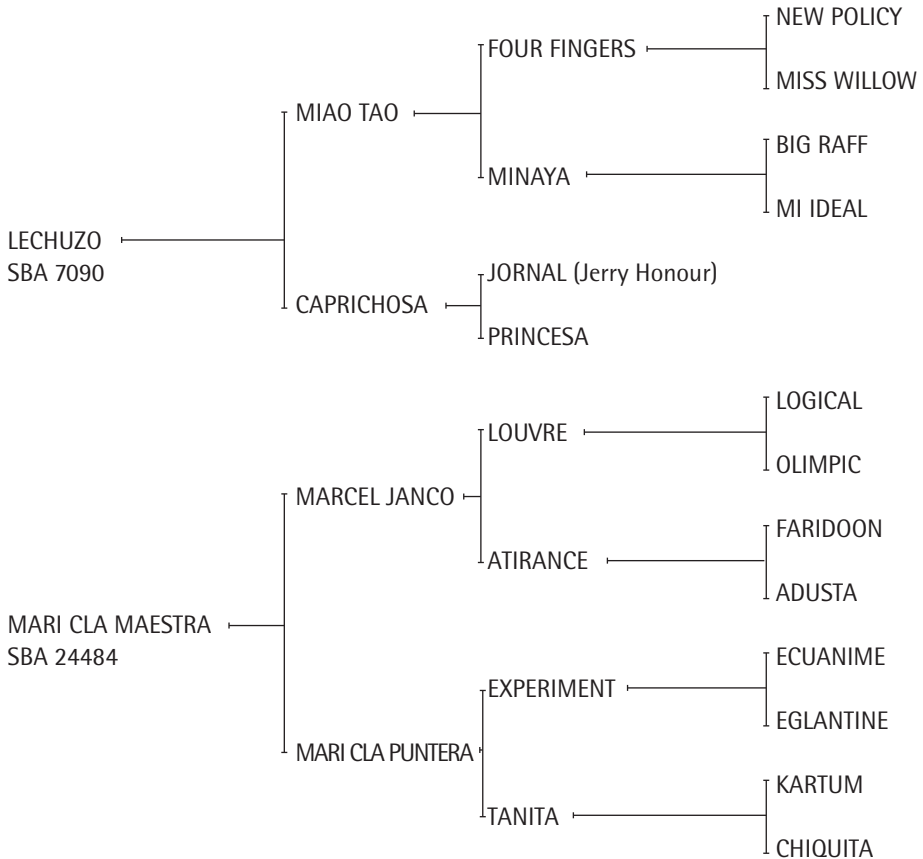 NEW POLICY
FOUR FINGERS
MISS WILLOW
MIAO TAO
BIG RAFF
MINAYA
MI IDEAL
LECHUZO
SBA 7090
JORNAL (Jerry Honour)
CAPRICHOSA
PRINCESA
LOGICAL
LOUVRE
OLIMPIC
MARCEL JANCO
FARIDOON
ATIRANCE
ADUSTA
MARI CLA MAESTRA
SBA 24484
ECUANIME
EXPERIMENT
EGLANTINE
MARI CLA PUNTERA
KARTUM
TANITA
CHIQUITA